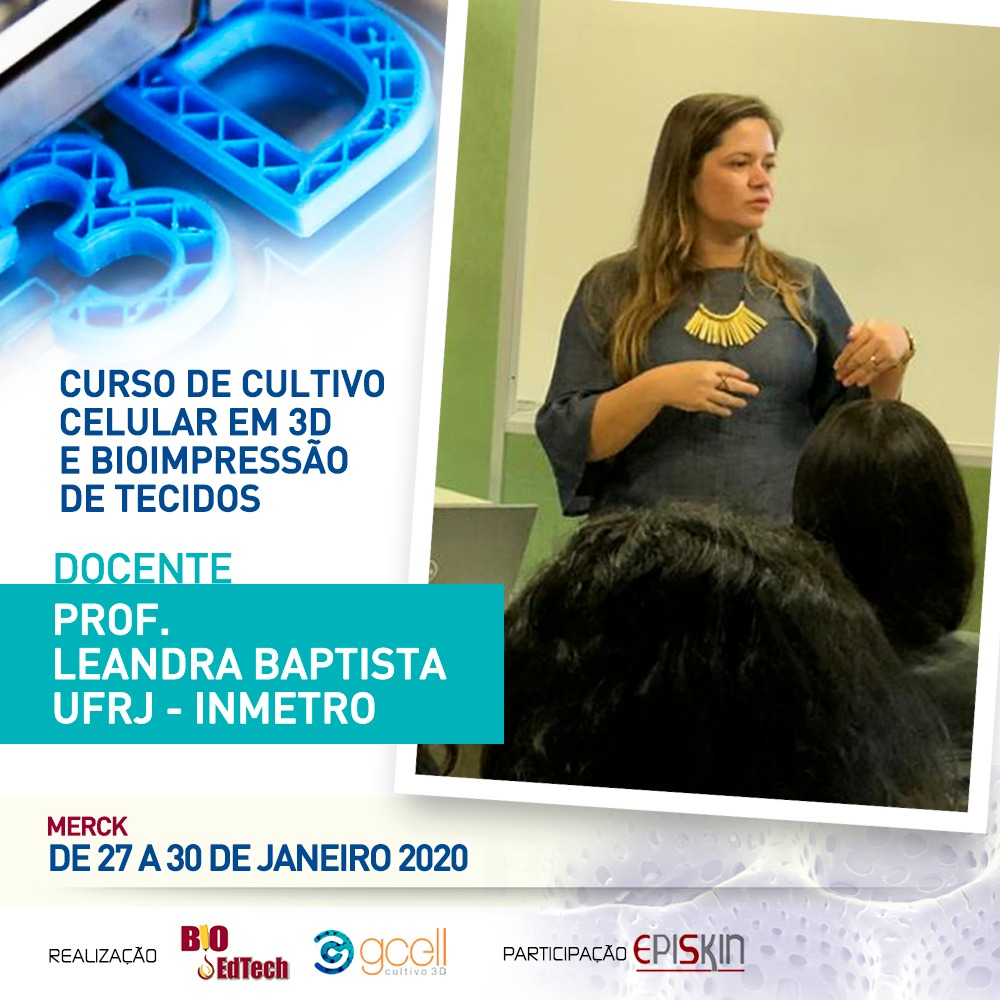 3D
CURSO DE CULTIVO
CELULAR EM 3D
E BIOIMPRESSÃO
DE TECIDOS
DOCENTE
PROF.
LEANDRA BAPTISTA
UFRJ - INMETRO
MERCK
DE 27 A 30 DE JANEIRO 2020
REALIZAÇÃO
BIO
EdTech
gcell
cultivo 3D
PARTICIPAÇÃO
EPISKIN